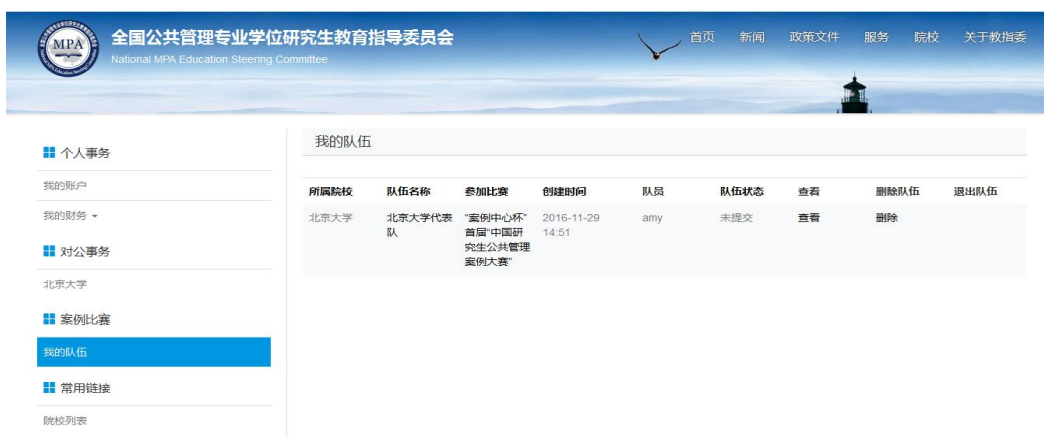 MPA
全国公共管理专业学位研究生教育指导委员会
National MPA Education Steering Committee
首页 新闻 政策文件 服务 院校 关于教指委
个人事务
我的账户
我的财务
对公事务
北京大学
案例比赛
我的队伍
常用链接
院校列表
我的队伍
所属院校 队伍名称 参加比赛 创建时间 队员 队伍状态 查看 删除队伍 退出队伍
北京大学 北京大学代表 “案例中心杯” 2016-11-29 amy 未提交 查看 删除
队 首届“中国研 14:51
究生公共管理
案例大赛”